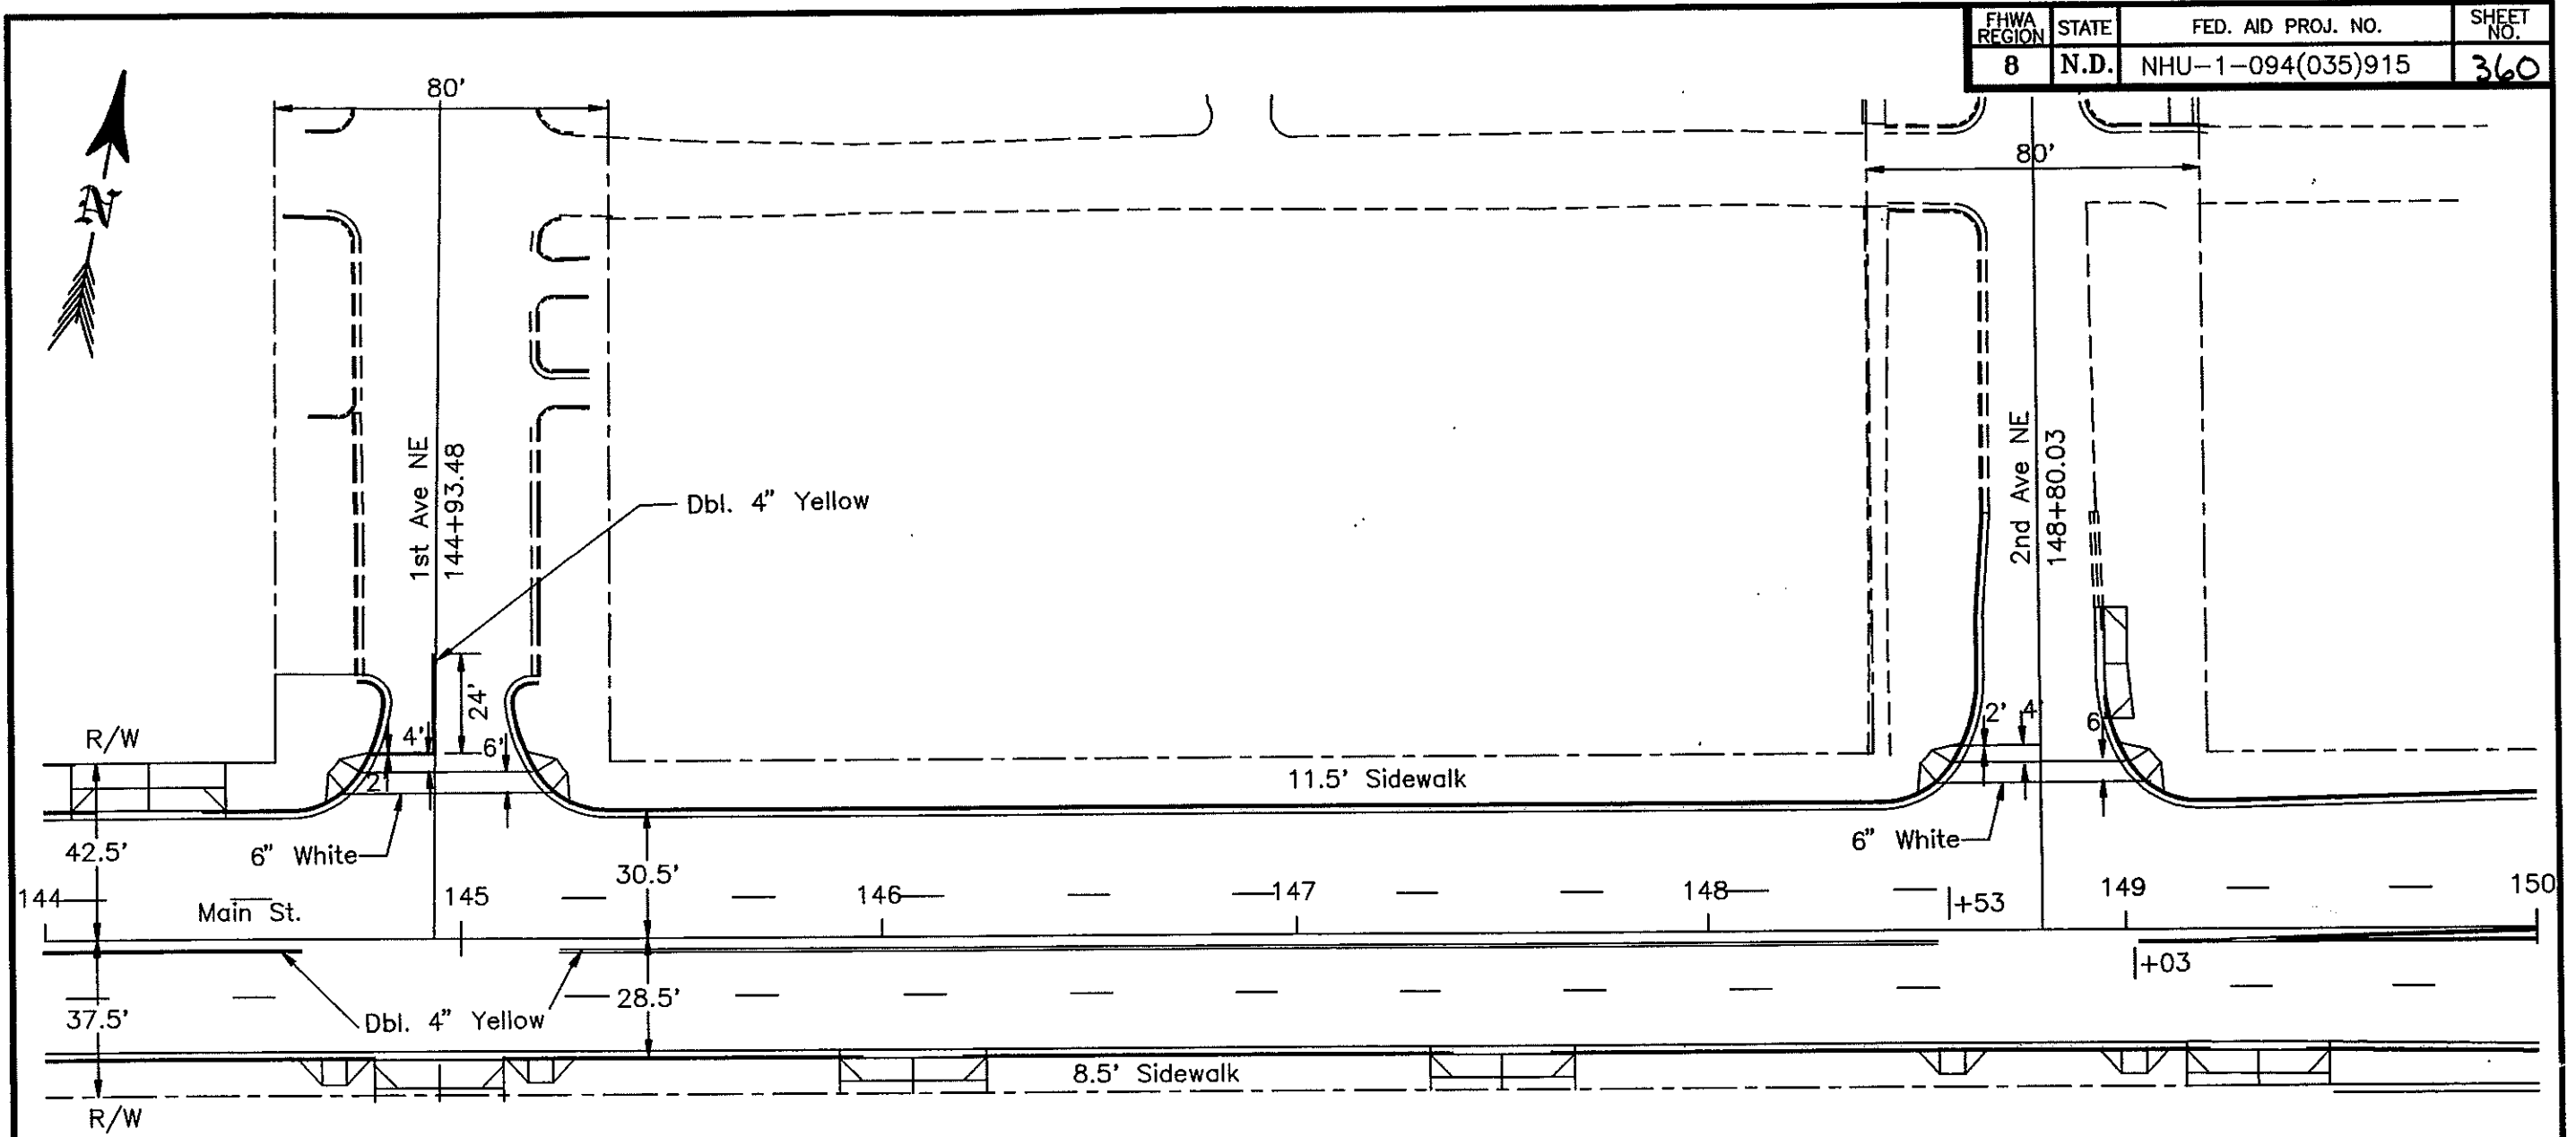 FHWA REGION STATE FED. AID PROJ. NO. SHEET NO.
8 N.D. NHU-1-094(035)915 360
N
80'
80'
1st Ave NE
144+93.48
Dbl. 4" Yellow
2nd Ave NE
148+80.03
24'
4'
6'
2'
2'
4'
6'
R/W
11.5' Sidewalk
42.5'
6" White
30.5'
6" White
144
Main St.
145
146
147
148
+53
149
150
+03
37.5'
Dbl. 4" Yellow
28.5'
8.5' Sidewalk
R/W